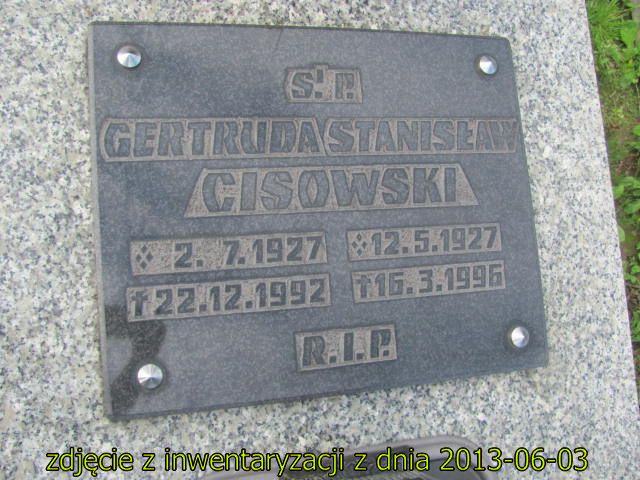 Ś. P.
GERTRUDA STANISŁAW
CISOWSKI
2. 7.1927 12.5.1927
†22.12.1992 †16.3.1996
R.I.P.
zdjęcie z inwentaryzacji z dnia 2013-06-03